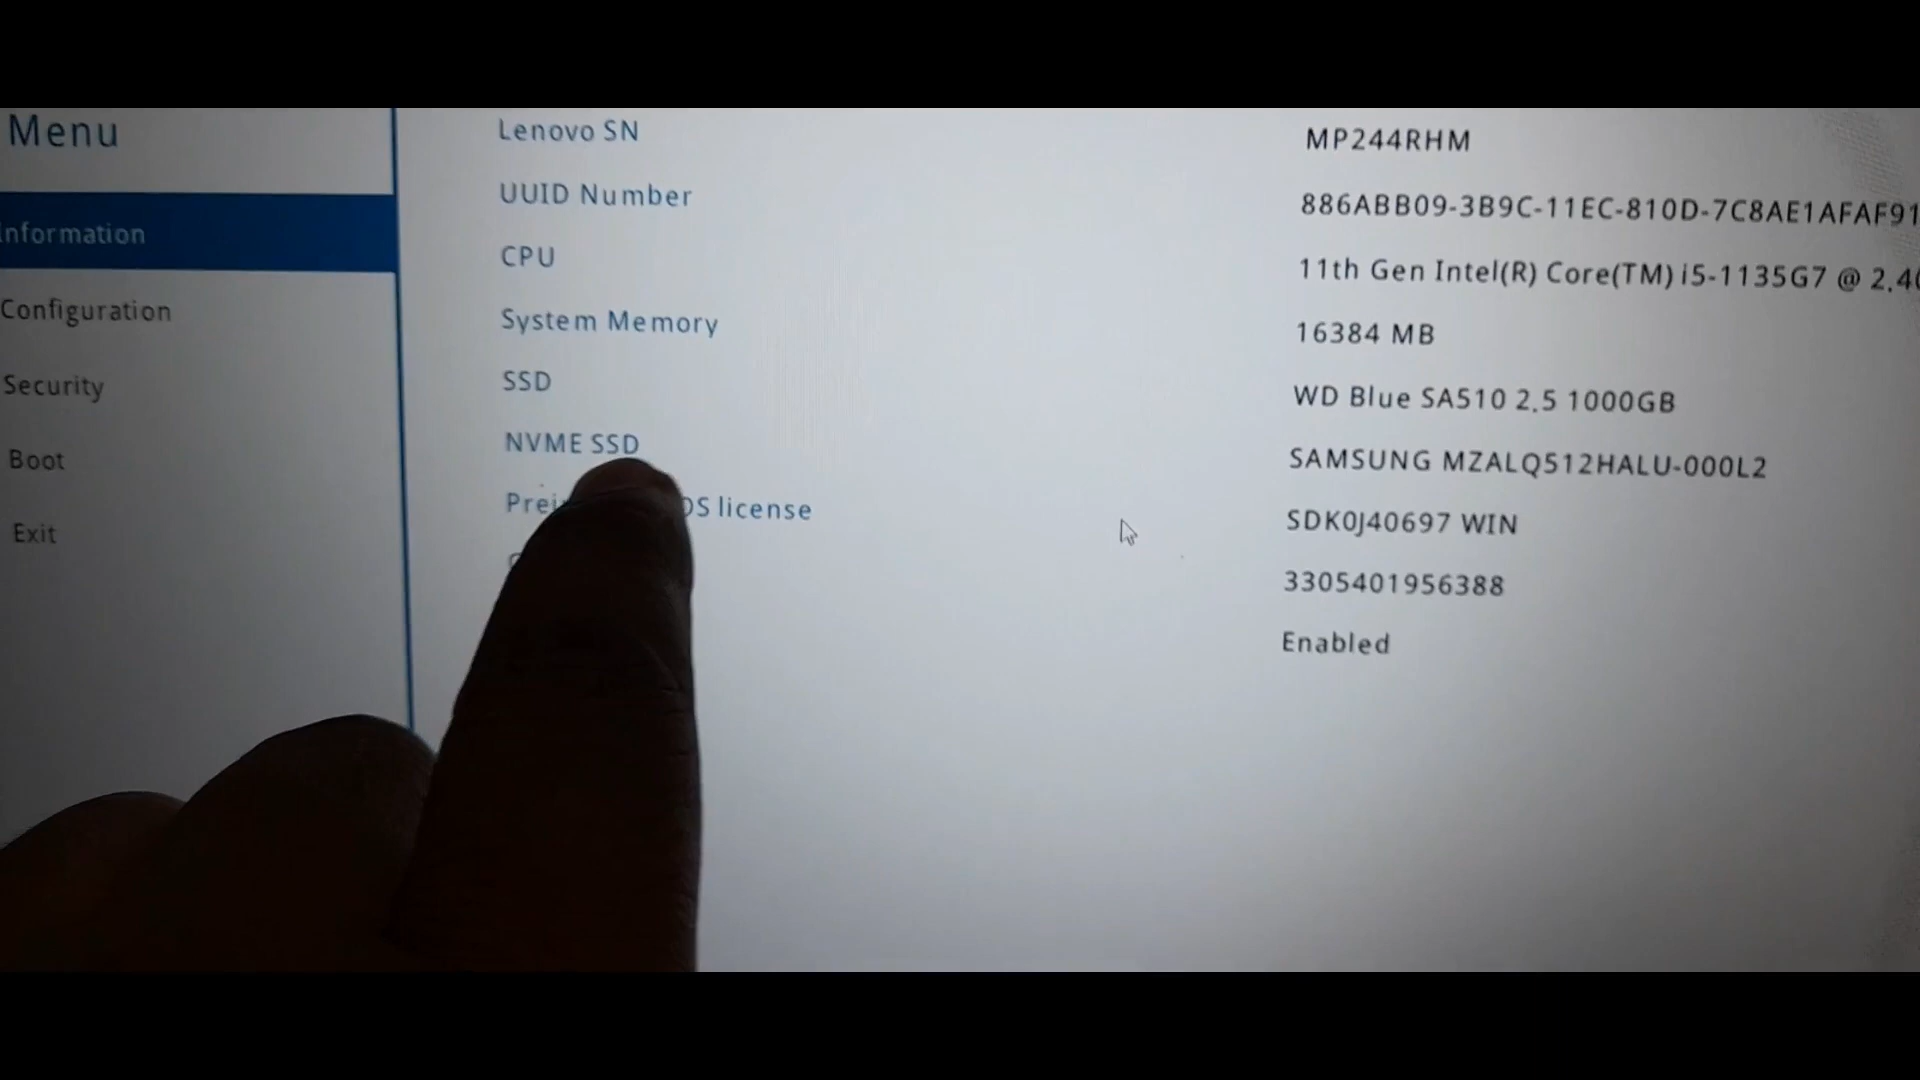 Menu
Information
Configuration
Security
Boot
Exit
Lenovo SN MP244RHM
UUID Number 886ABB09-3B9C-11EC-810D-7C8AE1AFAF91
CPU 11th Gen Intel(R) Core(TM) i5-1135G7 @ 2.40
System Memory 16384 MB
SSD WD Blue SA510 2.5 1000GB
NVME SSD SAMSUNG MZALQ512HALU-000L2
OS license SDK0J40697 WIN
3305401956388
Enabled